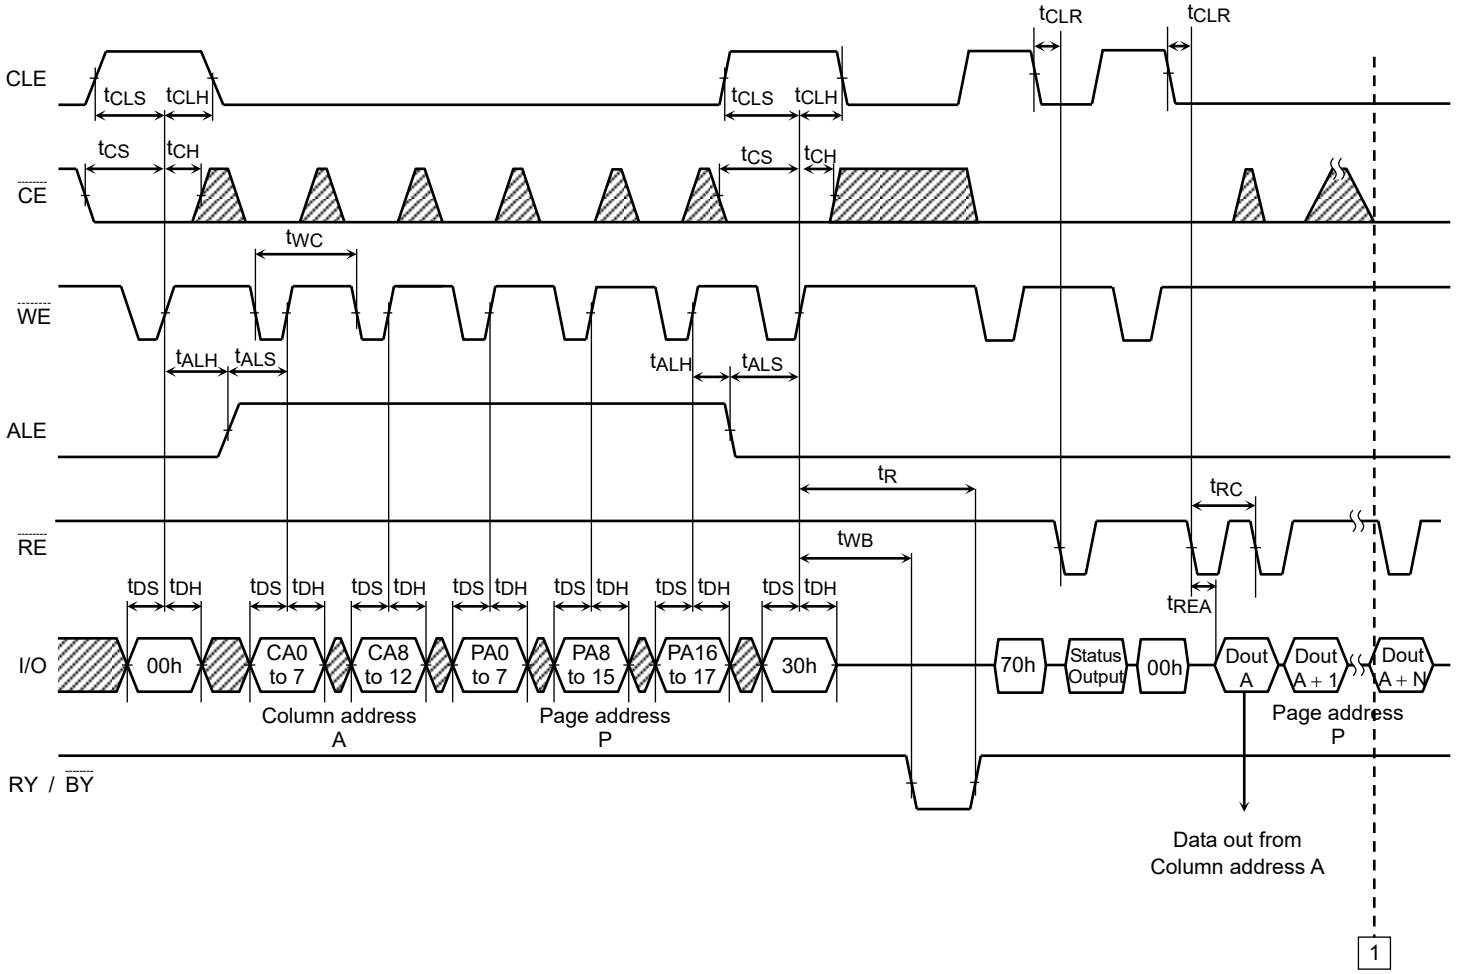 tCLR tCLR
CLE
tCLS tCLH tCLS tCLH
tCS tCH tCS tCH
CE
tWC
WE
tALH tALS tALH tALS
ALE
tR
tRC
RE
tWB
tDS tDH tDS tDH tDS tDH tDS tDH tDS tDH tDS tDH tDS tDH
tREA
I/O
00h
CA0
to 7
CA8
to 12
PA0
to 7
PA8
to 15
PA16
to 17
30h
70h
Status
Output
00h
Dout
A
Dout
A + 1
Dout
A + N
Column address
A
Page address
P
Page address
P
RY / BY
Data out from
Column address A
1